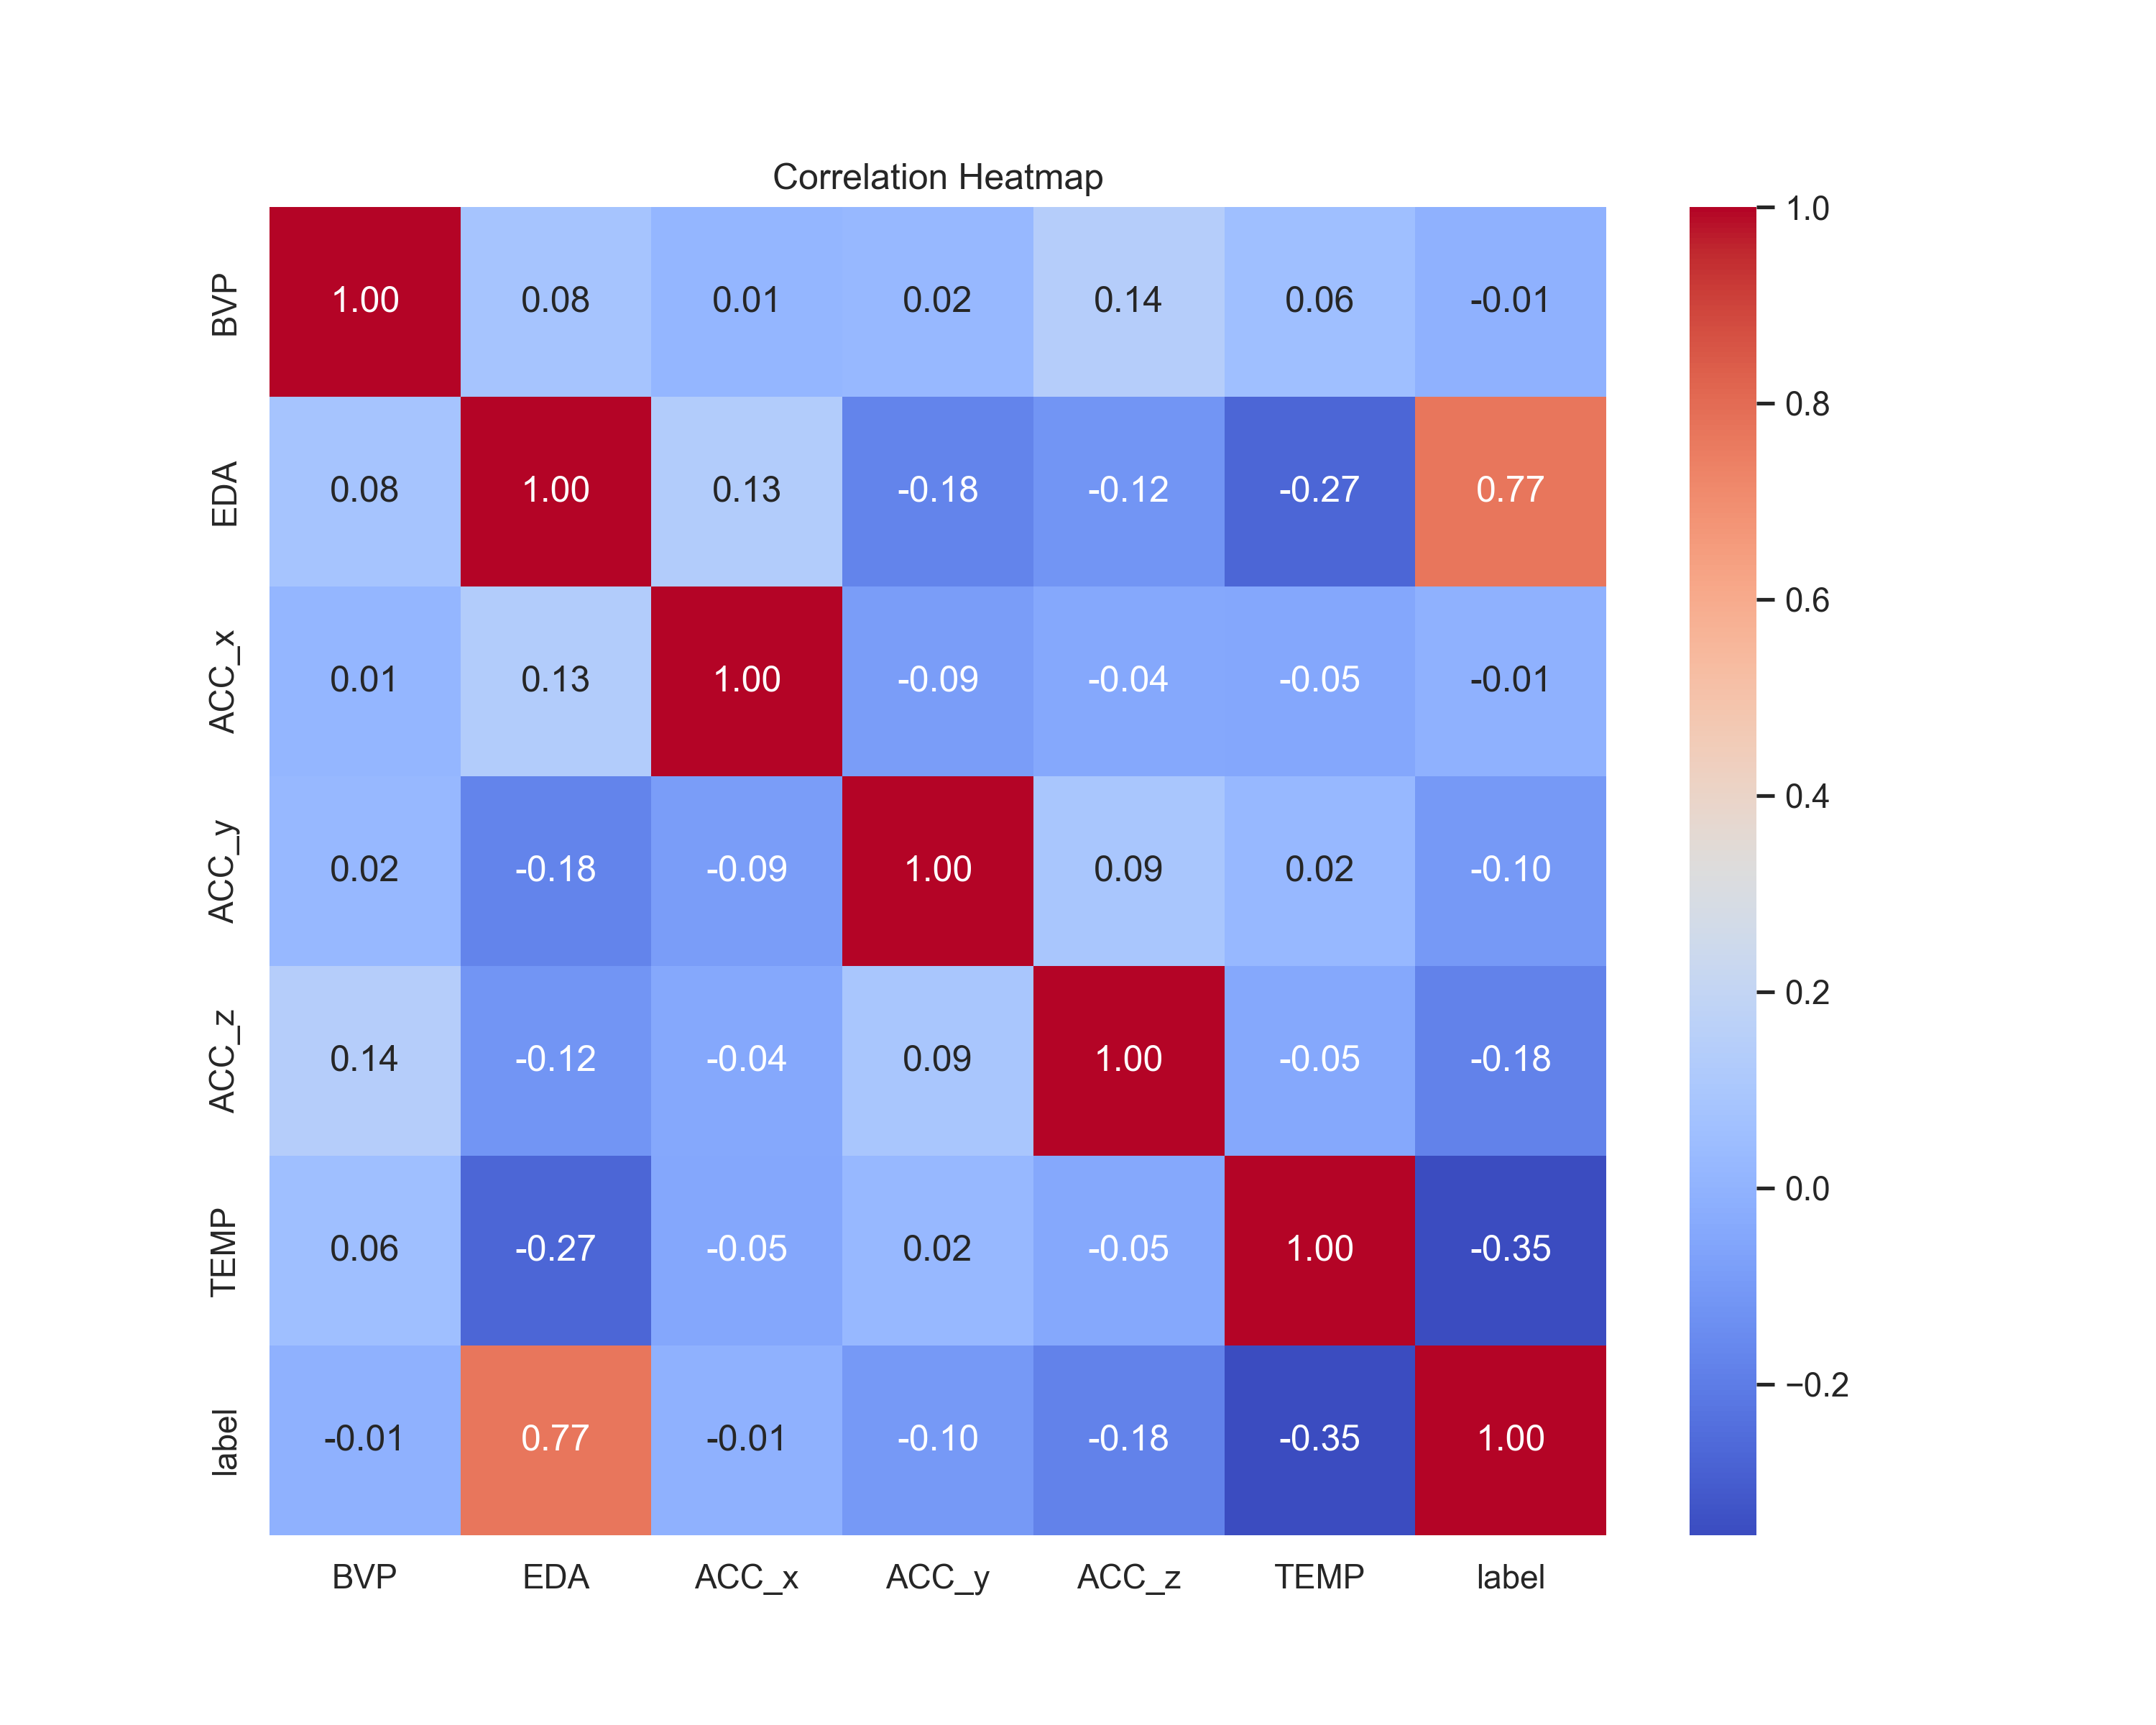 Correlation Heatmap
BVP 1.00 0.08 0.01 0.02 0.14 0.06 -0.01
EDA 0.08 1.00 0.13 -0.18 -0.12 -0.27 0.77
ACC_x 0.01 0.13 1.00 -0.09 -0.04 -0.05 -0.01
ACC_y 0.02 -0.18 -0.09 1.00 0.09 0.02 -0.10
ACC_z 0.14 -0.12 -0.04 0.09 1.00 -0.05 -0.18
TEMP 0.06 -0.27 -0.05 0.02 -0.05 1.00 -0.35
label -0.01 0.77 -0.01 -0.10 -0.18 -0.35 1.00
BVP EDA ACC_x ACC_y ACC_z TEMP label
1.0
0.8
0.6
0.4
0.2
0.0
−0.2